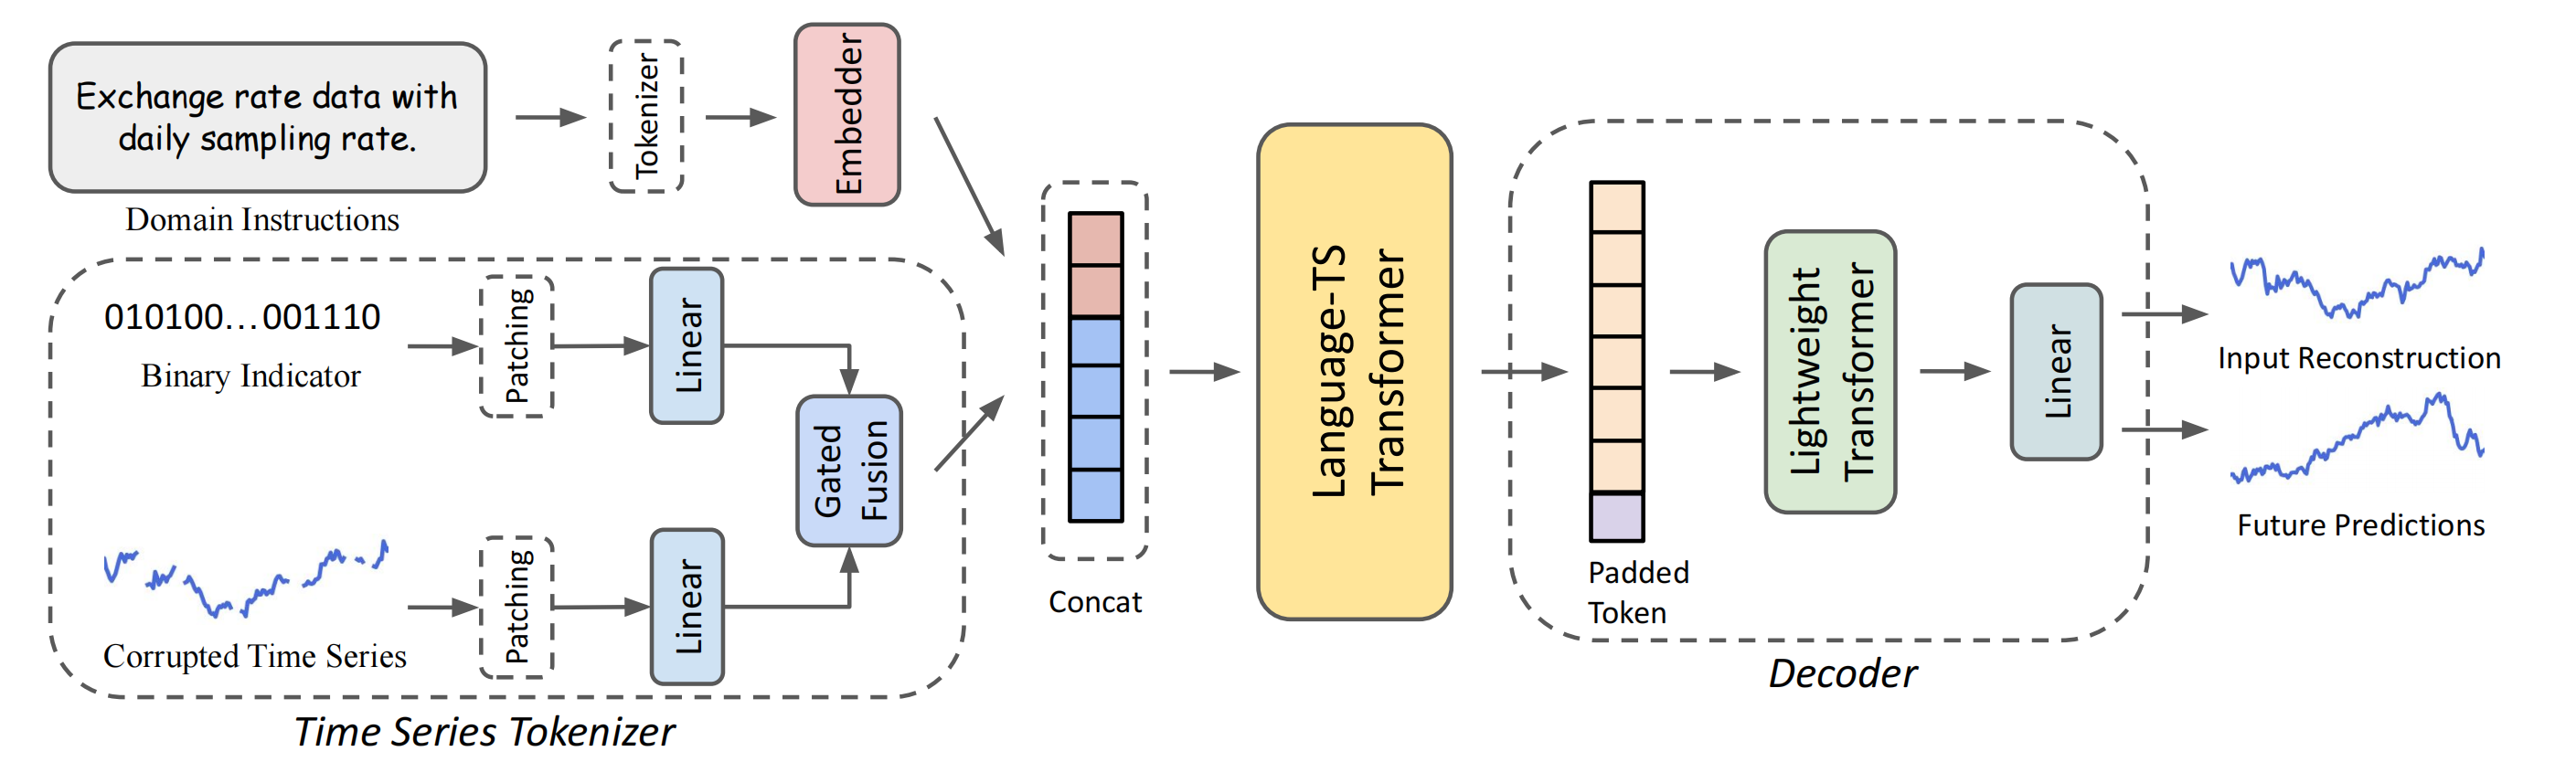 Exchange rate data with
daily sampling rate.
Domain Instructions
Tokenizer
Embedder
010100...001110
Binary Indicator
Patching
Linear
Gated
Fusion
Corrupted Time Series
Patching
Linear
Time Series Tokenizer
Concat
Language-TS
Transformer
Padded
Token
Lightweight
Transformer
Linear
Decoder
Input Reconstruction
Future Predictions